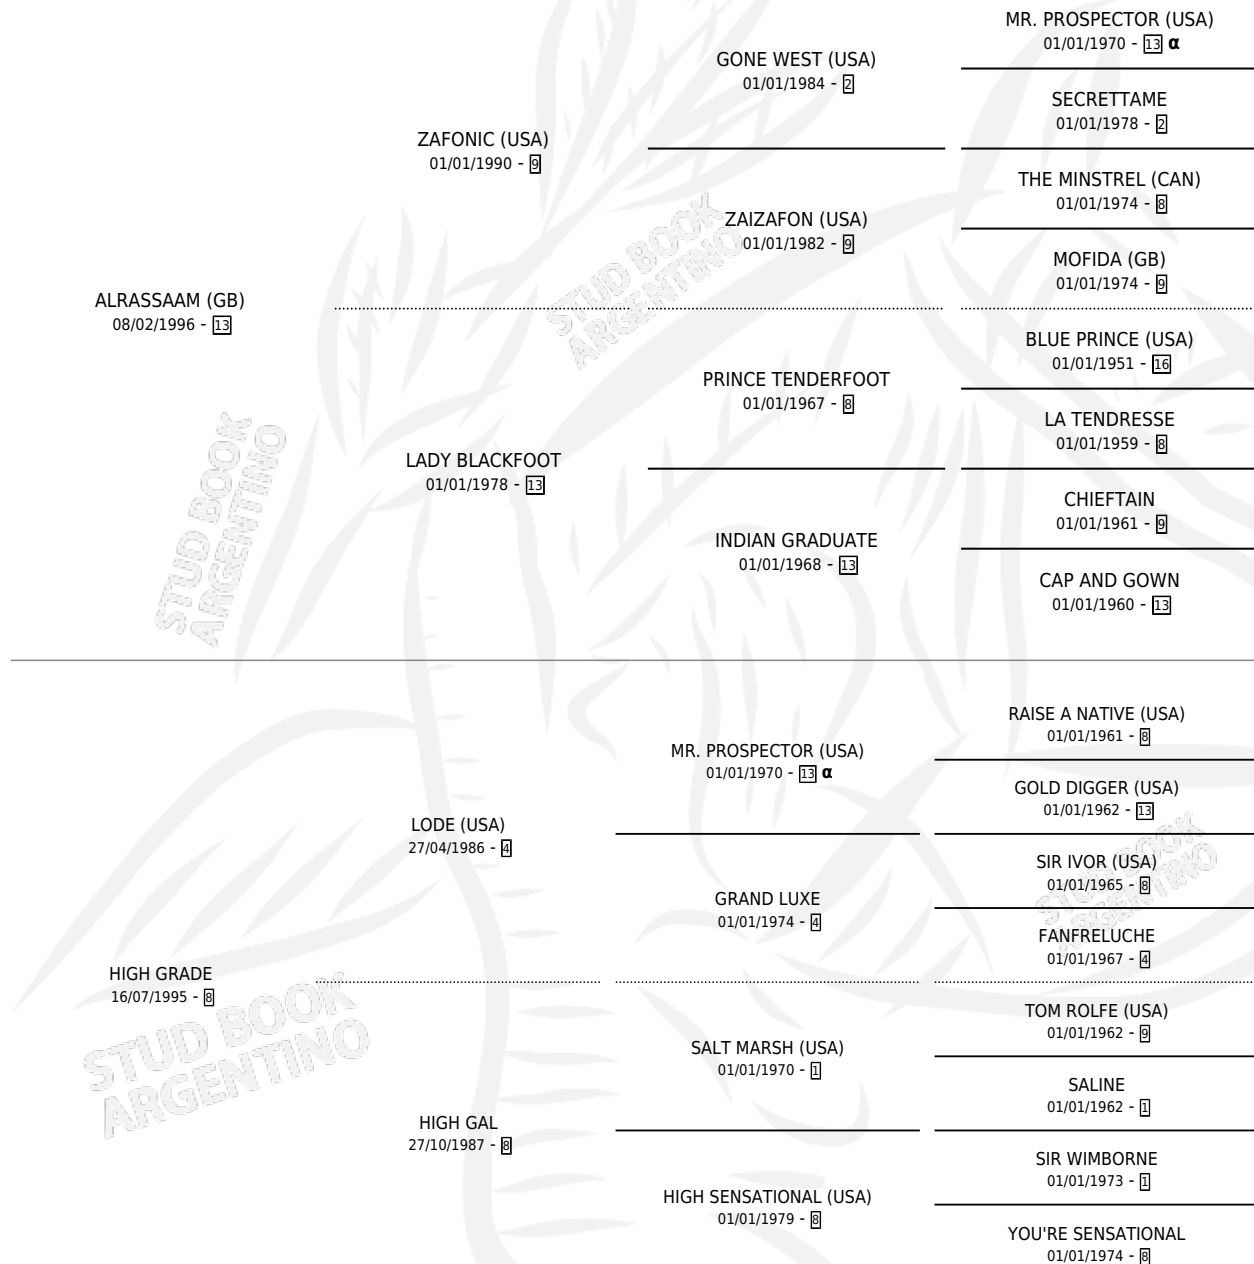 MR. PROSPECTOR (USA)
01/01/1970 - 13 α
GONE WEST (USA)
01/01/1984 - 2
SECRETTAME
01/01/1978 - 2
ZAFONIC (USA)
01/01/1990 - 9
THE MINSTREL (CAN)
01/01/1974 - 8
ZAIZAFON (USA)
01/01/1982 - 9
MOFIDA (GB)
01/01/1974 - 9
ALRASSAAM (GB)
08/02/1996 - 13
BLUE PRINCE (USA)
01/01/1951 - 16
PRINCE TENDERFOOT
01/01/1967 - 8
LA TENDRESSE
01/01/1959 - 8
LADY BLACKFOOT
01/01/1978 - 13
CHIEFTAIN
01/01/1961 - 9
INDIAN GRADUATE
01/01/1968 - 13
CAP AND GOWN
01/01/1960 - 13
RAISE A NATIVE (USA)
01/01/1961 - 8
MR. PROSPECTOR (USA)
01/01/1970 - 13 α
GOLD DIGGER (USA)
01/01/1962 - 13
LODE (USA)
27/04/1986 - 4
SIR IVOR (USA)
01/01/1965 - 8
GRAND LUXE
01/01/1974 - 4
FANFRELUCHE
01/01/1967 - 4
HIGH GRADE
16/07/1995 - 8
TOM ROLFE (USA)
01/01/1962 - 9
SALT MARSH (USA)
01/01/1970 - 1
SALINE
01/01/1962 - 1
HIGH GAL
27/10/1987 - 8
SIR WIMBORNE
01/01/1973 - 1
HIGH SENSATIONAL (USA)
01/01/1979 - 8
YOU'RE SENSATIONAL
01/01/1974 - 8
STUD BOOK
ARGENTINO
STUD BOOK
ARGENTINO
STUD BOOK
ARGENTINO
STUD BOOK
ARGENTINO